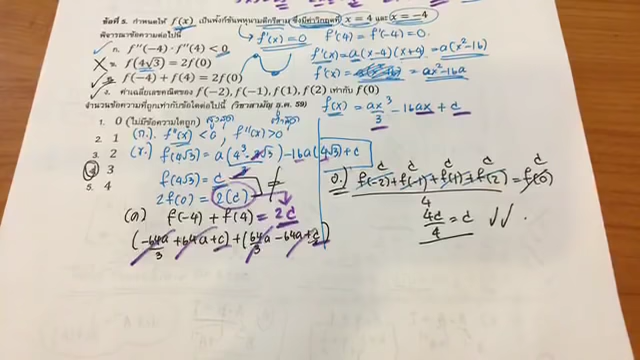 ข้อที่ 5. กำหนดให้ f(x) เป็นฟังก์ชันพหุนามดีกรีสาม ซึ่งมีค่าวิกฤตที่ x = 4 และ x = -4
พิจารณาข้อความต่อไปนี้
f'(x) = 0 f'(4) = f'(-4) = 0
✓ ก. f''(-4)·f''(4) < 0
f'(x) = a(x-4)(x+4) = a(x²-16)
X ข. f(4√3) = 2f(0)
f'(x) = = ax²-16a
✓ ค. f(-4) + f(4) = 2f(0)
✓ ง. ค่าเฉลี่ยเลขคณิตของ f(-2), f(-1), f(1), f(2) เท่ากับ f(0)
f(x) = ax³/3 - 16ax + c
จำนวนข้อความที่ถูกเท่ากับข้อใดต่อไปนี้ (วิชาสามัญ ธ.ค. 59)
1. 0 (ไม่มีข้อความใดถูก)
สูงสุด ต่ำสุด
2. 1
(ก.) f''(x) < 0, f''(x) > 0
3. 2
(ข.) f(4√3) = a(4³·3√3)/3 - 16a(4√3) + c
4. 3
f(4√3) = c
5. 4
2f(0) = 2(c)
≠
(ค) f(-4) + f(4) = 2c
(-64a/3 + 64a + c) + (64a/3 - 64a + c)
ง.) f(-2) + f(-1) + f(1) + f(2) = f(0)
c c c c c
4
4c/4 = c ✓✓